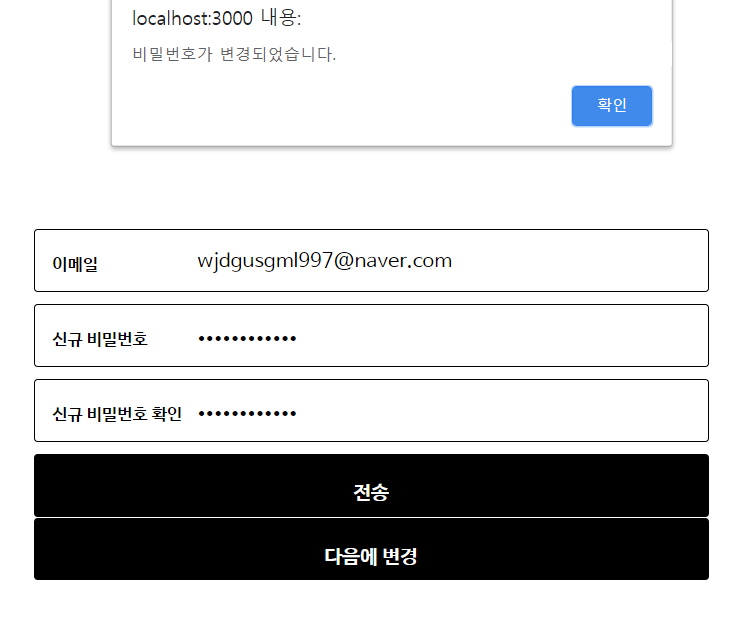 localhost:3000 내용:
비밀번호가 변경되었습니다.
확인
이메일 wjdgusgml997@naver.com
신규 비밀번호 ••••••••••••
신규 비밀번호 확인 ••••••••••••
전송
다음에 변경